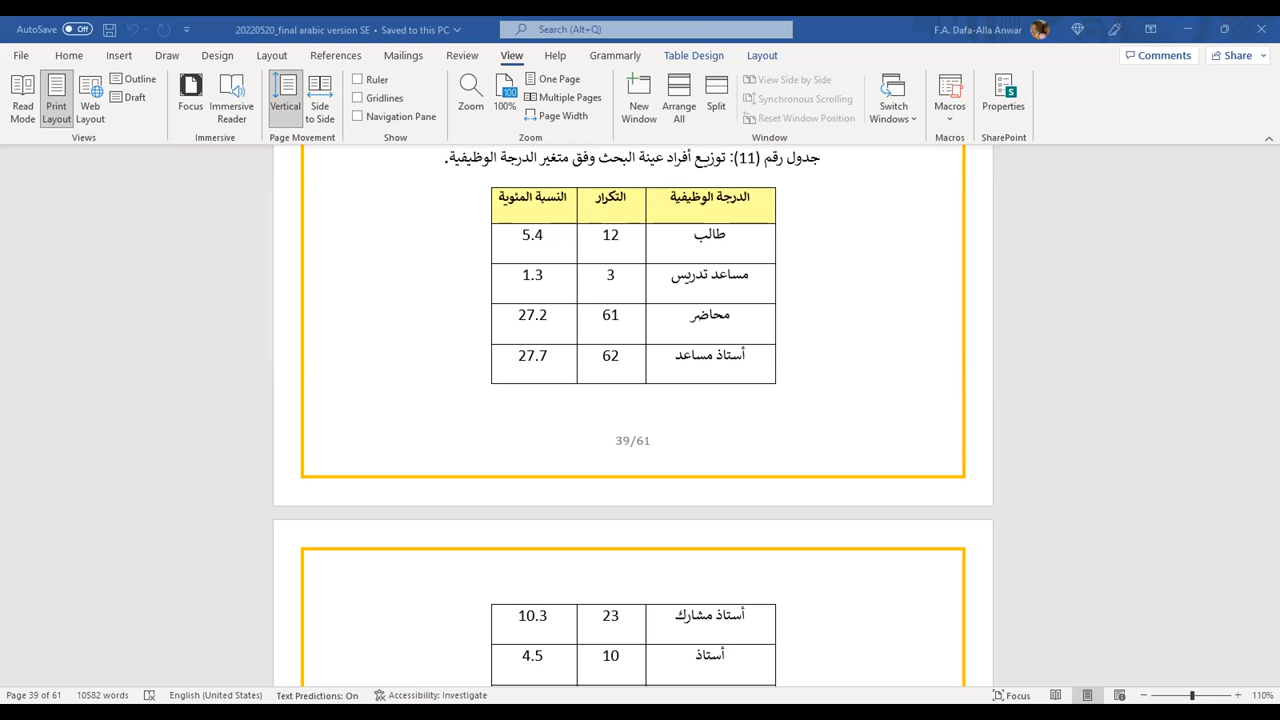 AutoSave Off 20220520_final arabic version SE • Saved to this PC Search (Alt+Q) F.A. Dafa-Alla Anwar
File Home Insert Draw Design Layout References Mailings Review View Help Grammarly Table Design Layout Comments Share
Read Mode Print Layout Web Layout Outline Draft Focus Immersive Reader Vertical Side to Side Ruler Gridlines Navigation Pane Zoom 100% One Page Multiple Pages Page Width New Window Arrange All Split View Side by Side Synchronous Scrolling Reset Window Position Switch Windows Macros Properties
Views Immersive Page Movement Show Zoom Window Macros SharePoint
جدول رقم (11): توزيع أفراد عينة البحث وفق متغير الدرجة الوظيفية.
الدرجة الوظيفية التكرار النسبة المئوية
طالب 12 5.4
مساعد تدريس 3 1.3
محاضر 61 27.2
أستاذ مساعد 62 27.7
39/61
أستاذ مشارك 23 10.3
أستاذ 10 4.5
Page 39 of 61 10582 words English (United States) Text Predictions: On Accessibility: Investigate Focus 110%